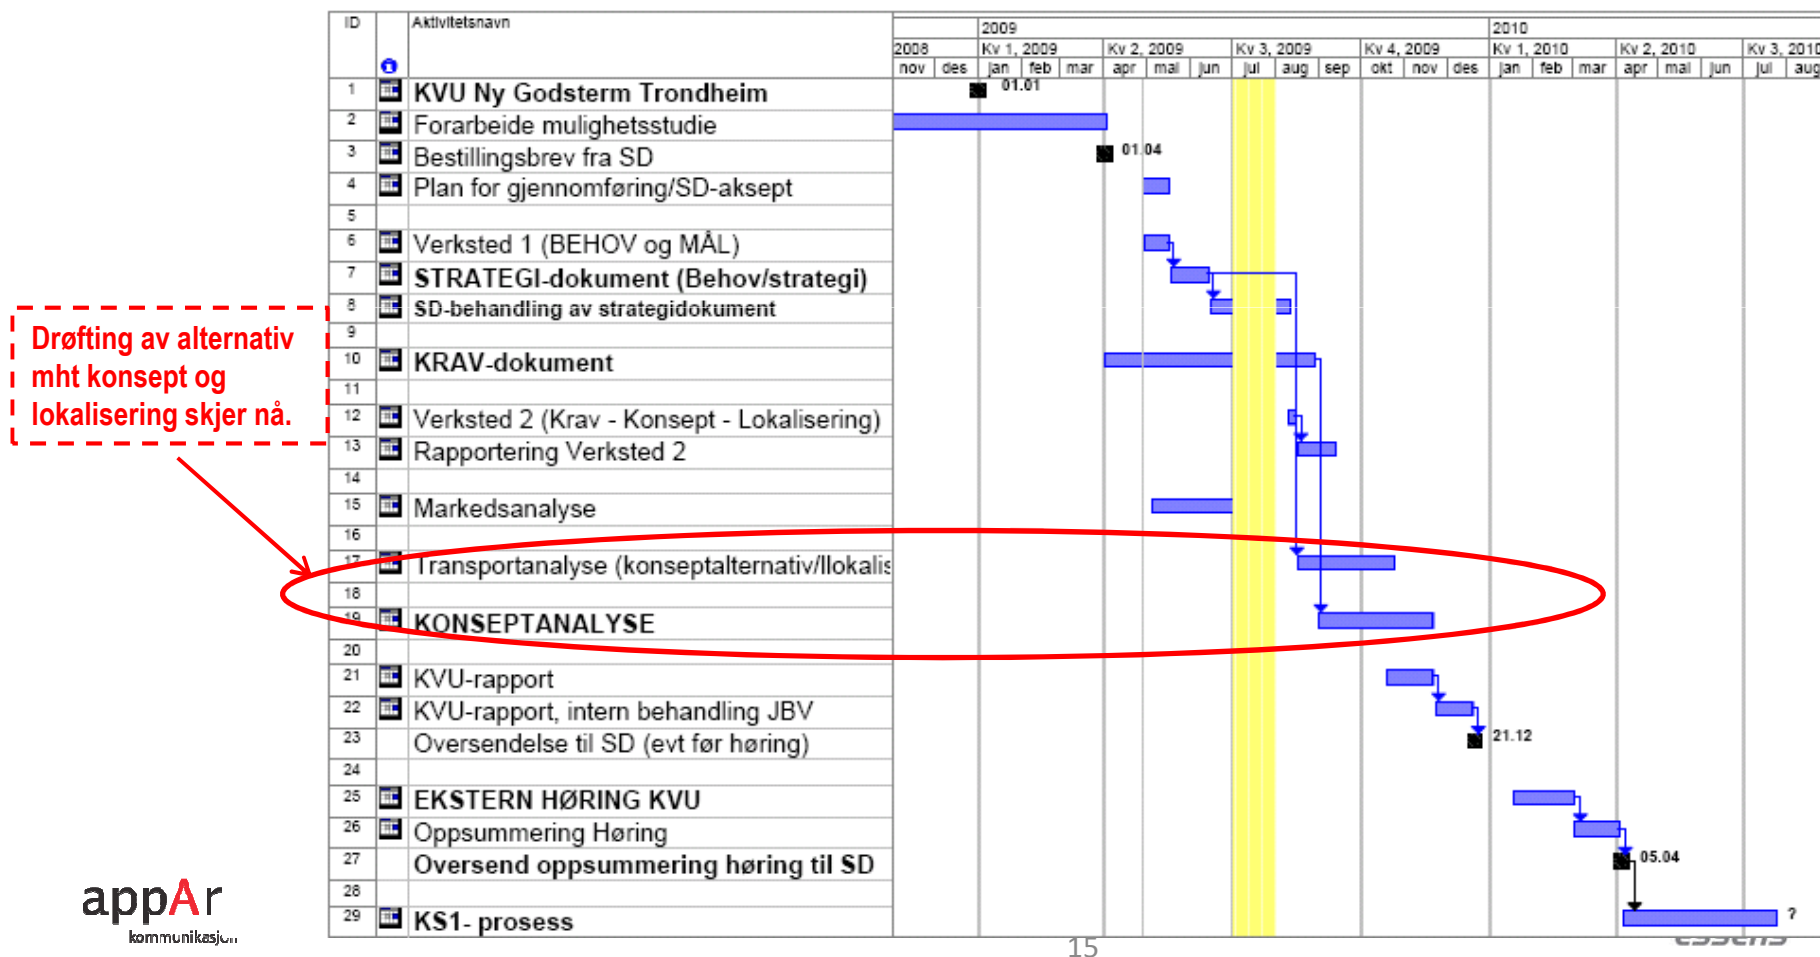 ID
Aktivitetsnavn
2009
2010
2008
Kv 1, 2009
Kv 2, 2009
Kv 3, 2009
Kv 4, 2009
Kv 1, 2010
Kv 2, 2010
Kv 3, 2010
nov des jan feb mar apr mai jun jul aug sep okt nov des jan feb mar apr mai jun jul aug
1 KVU Ny Godsterm Trondheim 01.01
2 Forarbeide mulighetsstudie
3 Bestillingsbrev fra SD 01.04
4 Plan for gjennomføring/SD-aksept
5
6 Verksted 1 (BEHOV og MÅL)
7 STRATEGI-dokument (Behov/strategi)
8 SD-behandling av strategidokument
9
10 KRAV-dokument
11
12 Verksted 2 (Krav - Konsept - Lokalisering)
13 Rapportering Verksted 2
14
15 Markedsanalyse
16
17 Transportanalyse (konseptalternativ/llokalis
18
19 KONSEPTANALYSE
20
21 KVU-rapport
22 KVU-rapport, intern behandling JBV
23 Oversendelse til SD (evt før høring) 21.12
24
25 EKSTERN HØRING KVU
26 Oppsummering Høring
27 Oversend oppsummering høring til SD 05.04
28
29 KS1- prosess ?
Drøfting av alternativ
mht konsept og
lokalisering skjer nå.
appAr
kommunikasjon
15